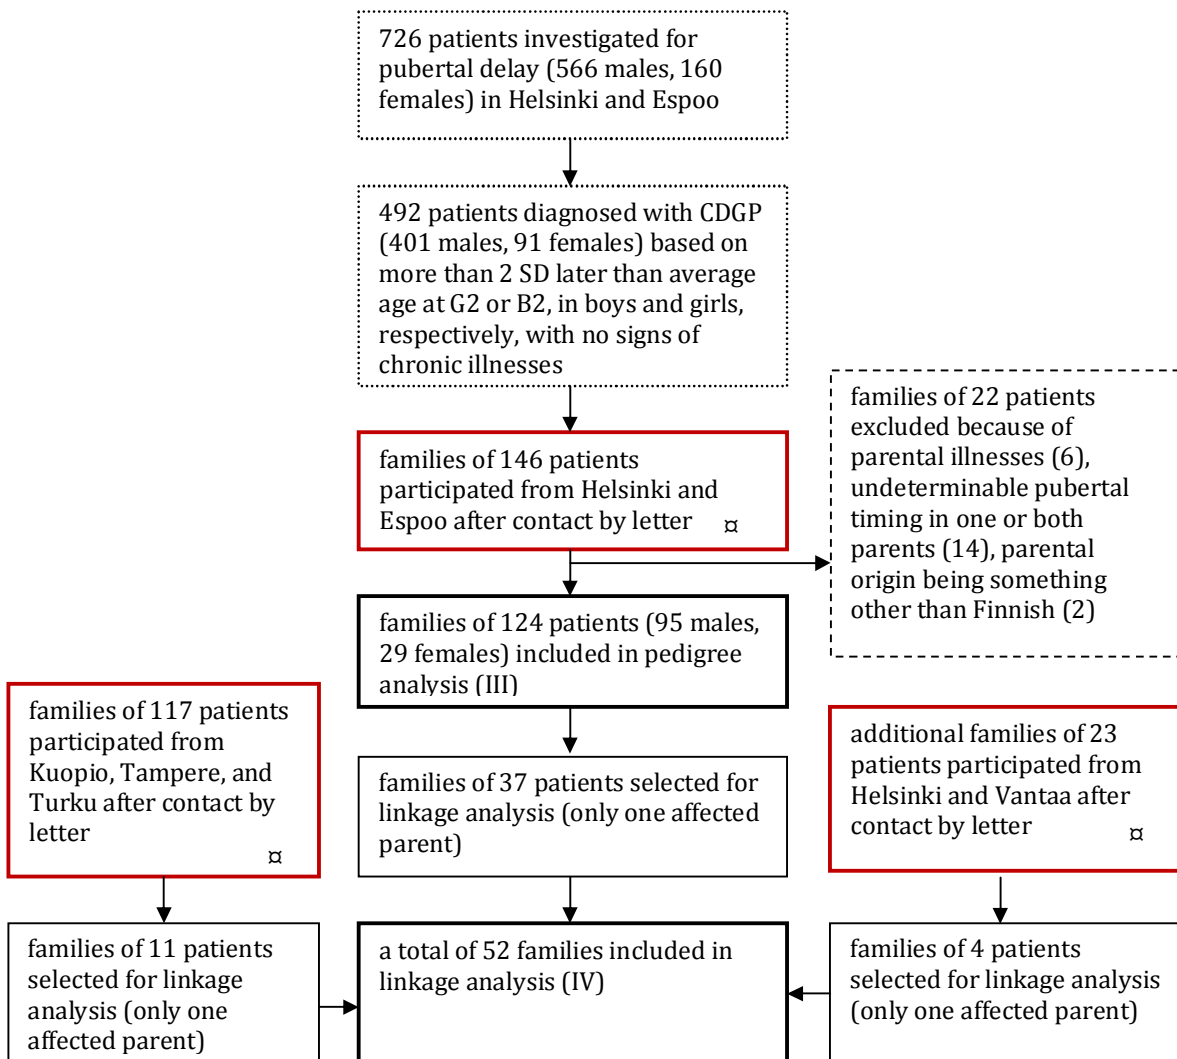 726 patients investigated for
pubertal delay (566 males, 160
females) in Helsinki and Espoo
492 patients diagnosed with CDGP
(401 males, 91 females) based on
more than 2 SD later than average
age at G2 or B2, in boys and girls,
respectively, with no signs of
chronic illnesses
families of 146 patients
participated from Helsinki and
Espoo after contact by letter ¤
families of 22 patients
excluded because of
parental illnesses (6),
undeterminable pubertal
timing in one or both
parents (14), parental
origin being something
other than Finnish (2)
families of 124 patients (95 males,
29 females) included in pedigree
analysis (III)
families of 117 patients
participated from
Kuopio, Tampere, and
Turku after contact by
letter ¤
families of 37 patients selected for
linkage analysis (only one affected
parent)
additional families of 23
patients participated from
Helsinki and Vantaa after
contact by letter ¤
families of 11 patients
selected for linkage
analysis (only one
affected parent)
a total of 52 families included in
linkage analysis (IV)
families of 4 patients
selected for linkage analysis
(only one affected parent)